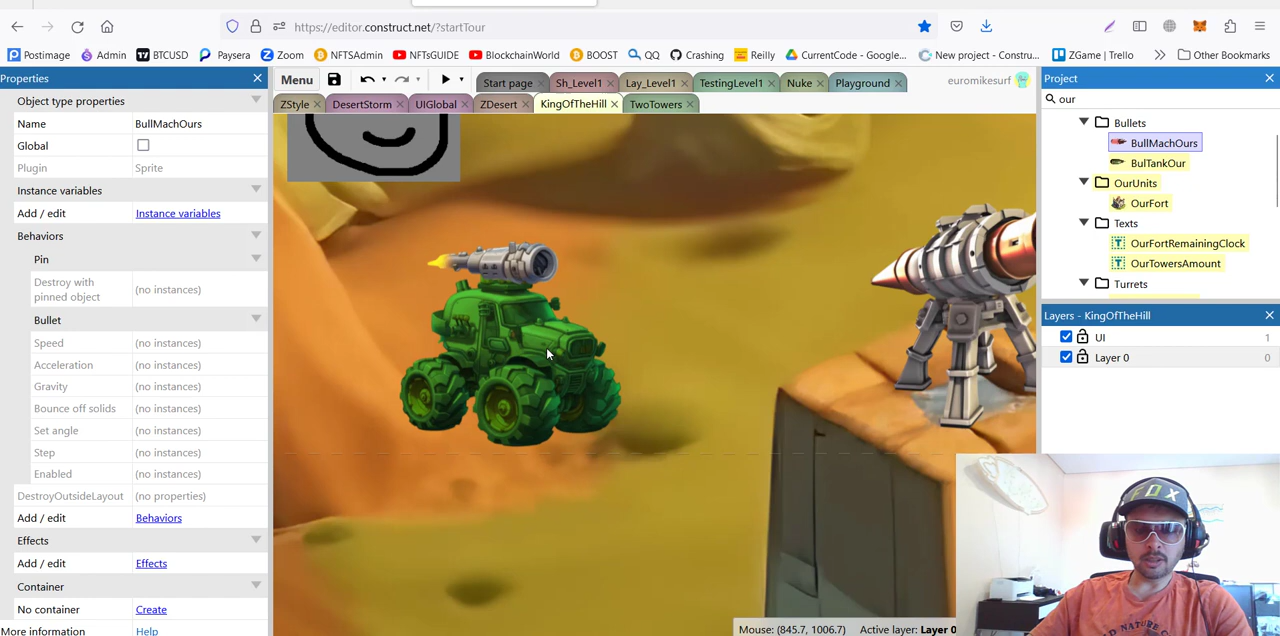 https://editor.construct.net/?startTour
Postimage Admin BTCUSD Paysera Zoom NFTSAdmin NFTsGUIDE BlockchainWorld BOOST QQ Crashing Reilly CurrentCode - Google... New project - Constru... ZGame | Trello Other Bookmarks
Properties
Menu
Start page Sh_Level1 Lay_Level1 TestingLevel1 Nuke Playground
euromikesurf
Project
Object type properties
ZStyle DesertStorm UIGlobal ZDesert KingOfTheHill TwoTowers
our
Name BullMachOurs
Bullets
Global
BullMachOurs
Plugin Sprite
BulTankOur
Instance variables
OurUnits
Add / edit Instance variables
OurFort
Behaviors
Texts
Pin
OurFortRemainingClock
Destroy with pinned object (no instances)
OurTowersAmount
Turrets
Bullet
Layers - KingOfTheHill
Speed (no instances)
UI 1
Acceleration (no instances)
Layer 0 0
Gravity (no instances)
Bounce off solids (no instances)
Set angle (no instances)
Step (no instances)
Enabled (no instances)
DestroyOutsideLayout (no properties)
Add / edit Behaviors
Effects
Add / edit Effects
Container
No container Create
More information Help
Mouse: (845.7, 1006.7) Active layer: Layer 0
FOX